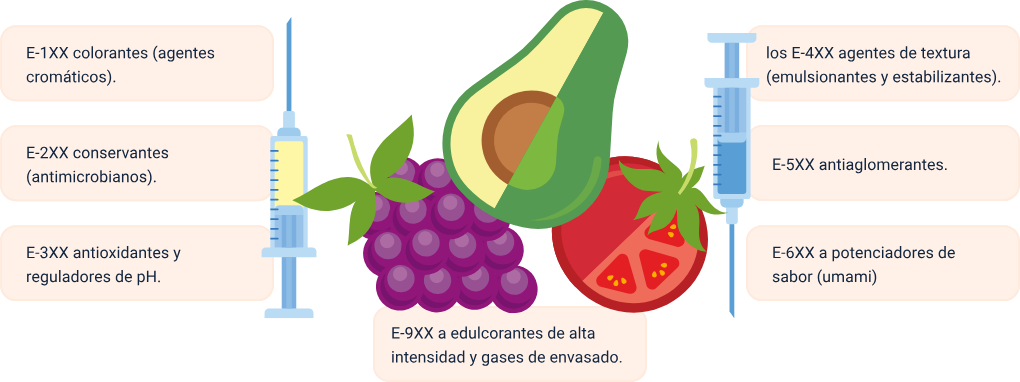 E-1XX colorantes (agentes
cromáticos).
E-2XX conservantes
(antimicrobianos).
E-3XX antioxidantes y
reguladores de pH.
los E-4XX agentes de textura
(emulsionantes y estabilizantes).
E-5XX antiaglomerantes.
E-6XX a potenciadores de
sabor (umami)
E-9XX a edulcorantes de alta
intensidad y gases de envasado.